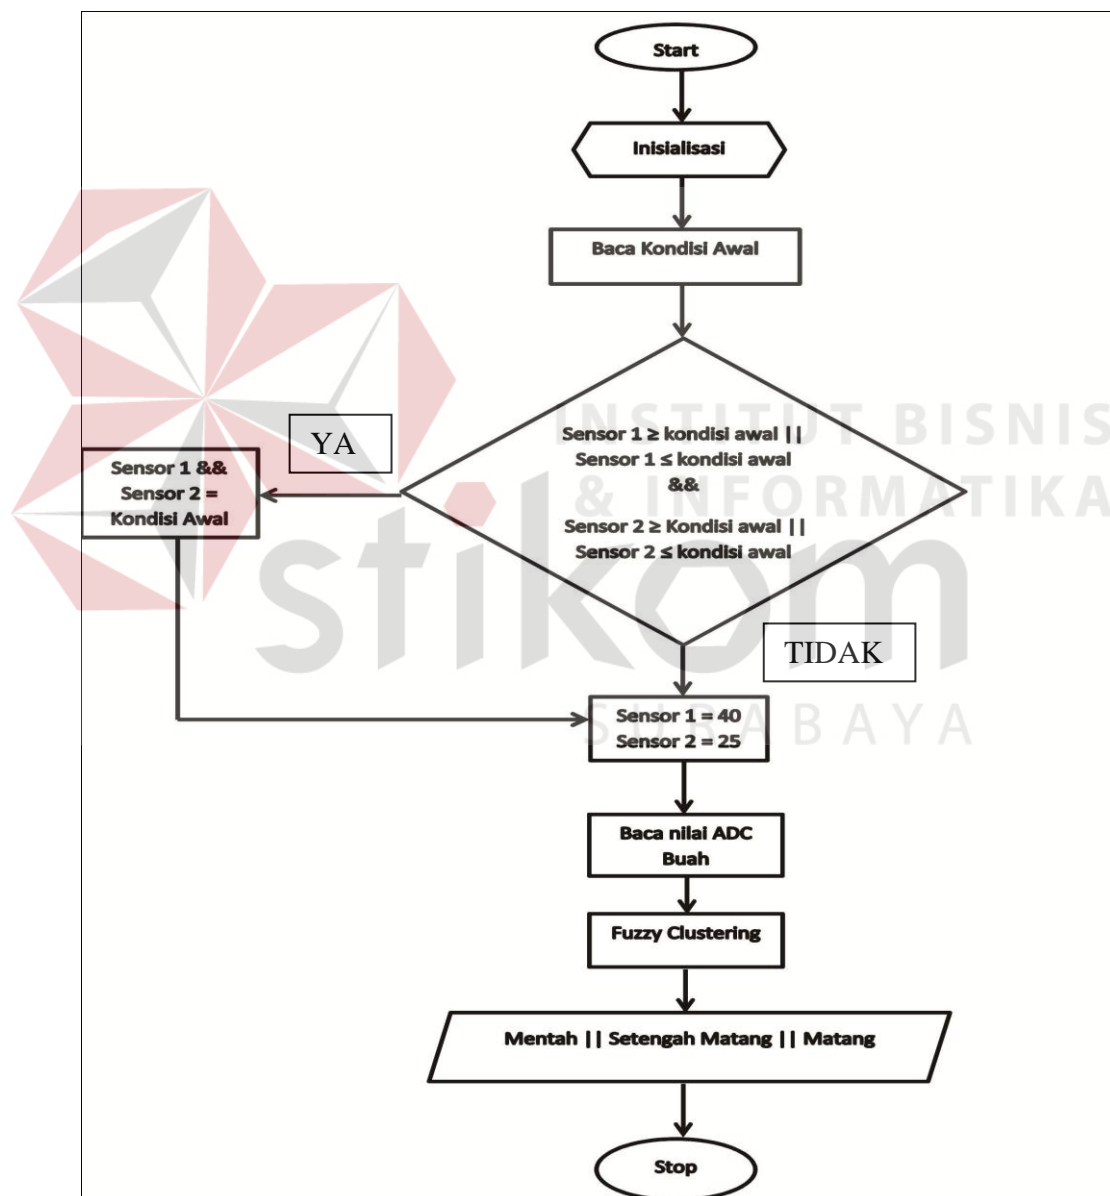 Start
Inisialisasi
Baca Kondisi Awal
Sensor 1 ≥ kondisi awal ||
Sensor 1 ≤ kondisi awal
&&
Sensor 2 ≥ Kondisi awal ||
Sensor 2 ≤ kondisi awal
YA
Sensor 1 &&
Sensor 2 =
Kondisi Awal
TIDAK
Sensor 1 = 40
Sensor 2 = 25
Baca nilai ADC
Buah
Fuzzy Clustering
Mentah || Setengah Matang || Matang
Stop
INSTITUT BISNIS
& INFORMATIKA
stikom
SURABAYA